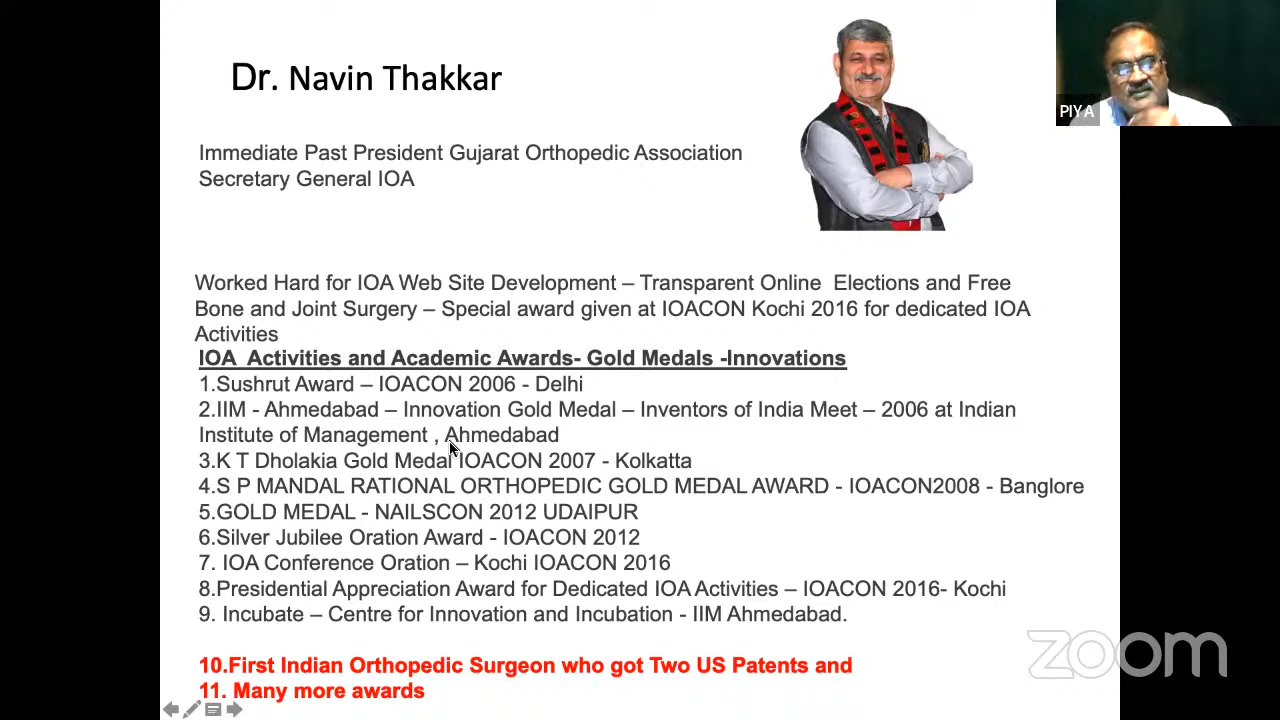 Dr. Navin Thakkar
PIYA
Immediate Past President Gujarat Orthopedic Association
Secretary General IOA
Worked Hard for IOA Web Site Development – Transparent Online Elections and Free
Bone and Joint Surgery – Special award given at IOACON Kochi 2016 for dedicated IOA
Activities
IOA Activities and Academic Awards- Gold Medals -Innovations
1.Sushrut Award – IOACON 2006 - Delhi
2.IIM - Ahmedabad – Innovation Gold Medal – Inventors of India Meet – 2006 at Indian
Institute of Management , Ahmedabad
3.K T Dholakia Gold Medal IOACON 2007 - Kolkatta
4.S P MANDAL RATIONAL ORTHOPEDIC GOLD MEDAL AWARD - IOACON2008 - Banglore
5.GOLD MEDAL - NAILSCON 2012 UDAIPUR
6.Silver Jubilee Oration Award - IOACON 2012
7. IOA Conference Oration – Kochi IOACON 2016
8.Presidential Appreciation Award for Dedicated IOA Activities – IOACON 2016- Kochi
9. Incubate – Centre for Innovation and Incubation - IIM Ahmedabad.
10.First Indian Orthopedic Surgeon who got Two US Patents and
11. Many more awards
zoom